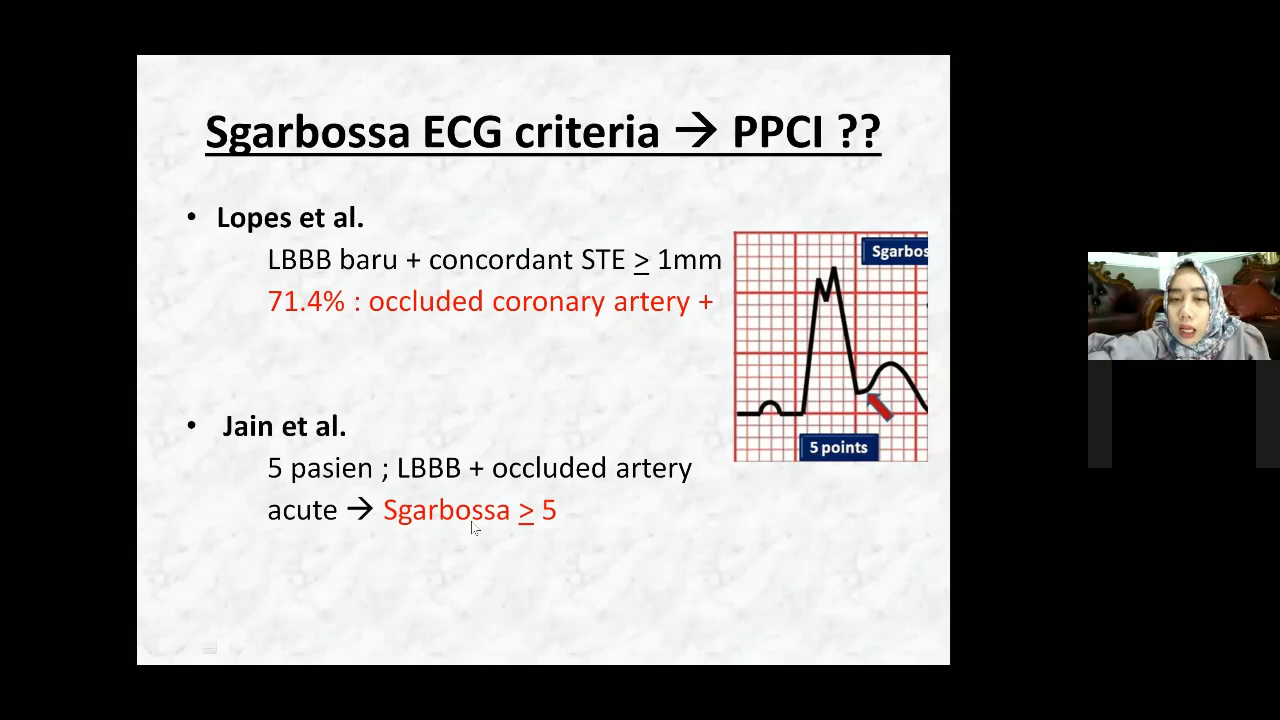 Sgarbossa ECG criteria → PPCI ??
• Lopes et al.
LBBB baru + concordant STE ≥ 1mm
71.4% : occluded coronary artery +
• Jain et al.
5 pasien ; LBBB + occluded artery
acute → Sgarbossa ≥ 5
Sgarbos
5 points